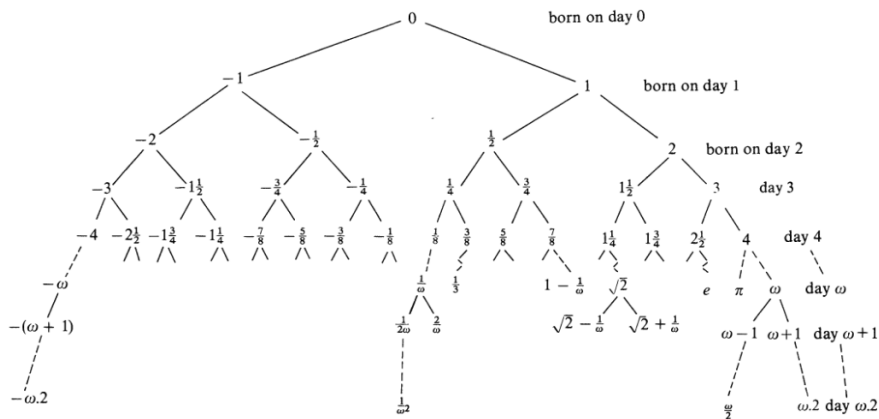 0 born on day 0
−1 1 born on day 1
−2 −½ ½ 2 born on day 2
−3 −1½ −¾ −¼ ¼ ¾ 1½ 3 day 3
−4 −2½ −1¾ −1¼ −⅞ −⅝ −⅜ −⅛ ⅛ ⅜ ⅝ ⅞ 1¼ 1¾ 2½ 4 day 4
−ω 1/ω ⅓ 1 − 1/ω √2 e π ω day ω
−(ω + 1) 1/2ω 2/ω √2 − 1/ω √2 + 1/ω ω−1 ω+1 day ω+1
−ω.2 1/ω² ω/2 ω.2 day ω.2